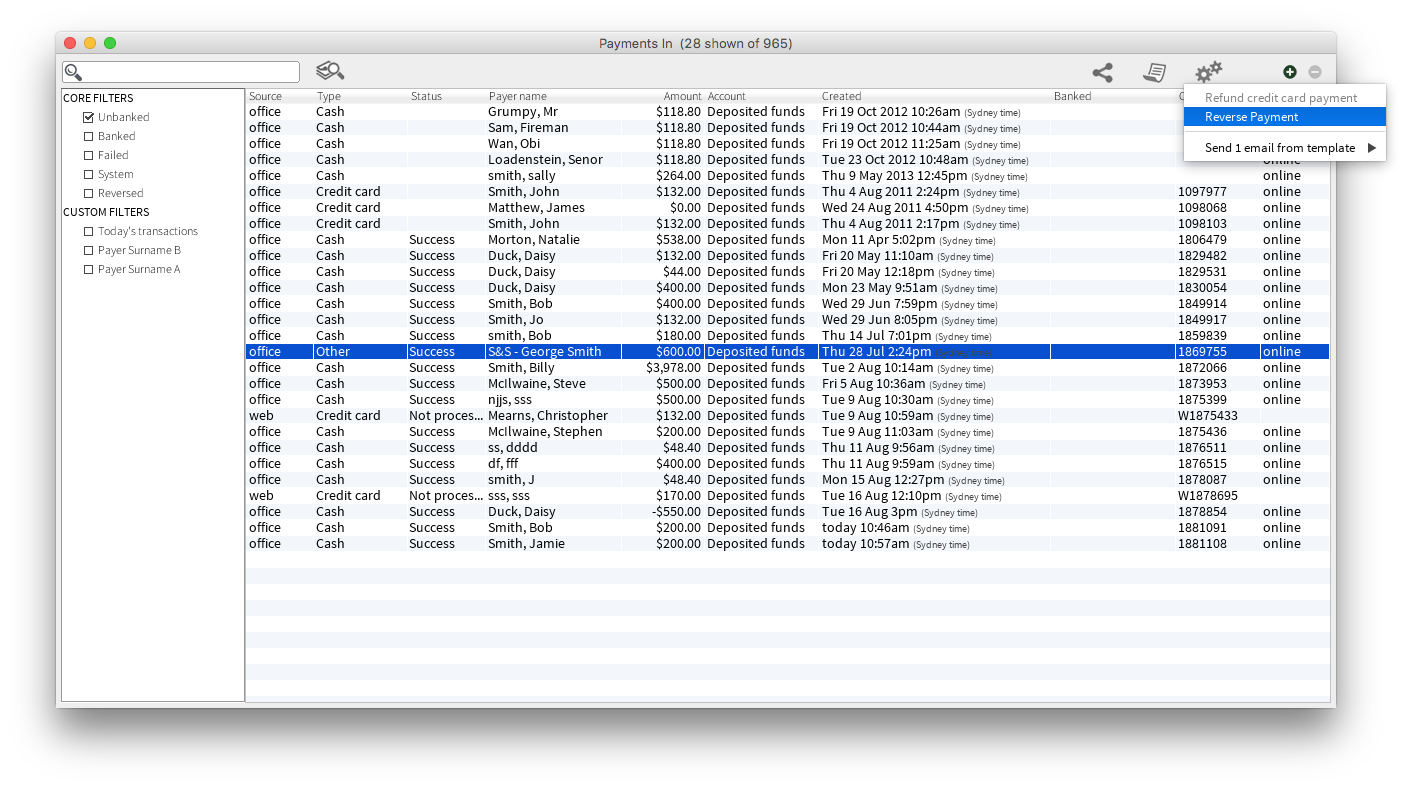 Payments In (28 shown of 965)
CORE FILTERS
Unbanked
Banked
Failed
System
Reversed
CUSTOM FILTERS
Today's transactions
Payer Surname B
Payer Surname A
Source Type Status Payer name Amount Account Created Banked
office Cash Grumpy, Mr $118.80 Deposited funds Fri 19 Oct 2012 10:26am (Sydney time)
office Cash Sam, Fireman $118.80 Deposited funds Fri 19 Oct 2012 10:44am (Sydney time)
office Cash Wan, Obi $118.80 Deposited funds Fri 19 Oct 2012 11:25am (Sydney time)
office Cash Loadenstein, Senor $118.80 Deposited funds Tue 23 Oct 2012 10:48am (Sydney time) online
office Cash smith, sally $264.00 Deposited funds Thu 9 May 2013 12:45pm (Sydney time) online
office Credit card Smith, John $132.00 Deposited funds Thu 4 Aug 2011 2:24pm (Sydney time) 1097977 online
office Credit card Matthew, James $0.00 Deposited funds Wed 24 Aug 2011 4:50pm (Sydney time) 1098068 online
office Credit card Smith, John $132.00 Deposited funds Thu 4 Aug 2011 2:17pm (Sydney time) 1098103 online
office Cash Success Morton, Natalie $538.00 Deposited funds Mon 11 Apr 5:02pm (Sydney time) 1806479 online
office Cash Success Duck, Daisy $132.00 Deposited funds Fri 20 May 11:10am (Sydney time) 1829482 online
office Cash Success Duck, Daisy $44.00 Deposited funds Fri 20 May 12:18pm (Sydney time) 1829531 online
office Cash Success Duck, Daisy $400.00 Deposited funds Mon 23 May 9:51am (Sydney time) 1830054 online
office Cash Success Smith, Bob $400.00 Deposited funds Wed 29 Jun 7:59pm (Sydney time) 1849914 online
office Cash Success Smith, Jo $132.00 Deposited funds Wed 29 Jun 8:05pm (Sydney time) 1849917 online
office Cash Success smith, Bob $180.00 Deposited funds Thu 14 Jul 7:01pm (Sydney time) 1859839 online
office Other Success S&S - George Smith $600.00 Deposited funds Thu 28 Jul 2:24pm 1869755 online
office Cash Success Smith, Billy $3,978.00 Deposited funds Tue 2 Aug 10:14am (Sydney time) 1872066 online
office Cash Success McIlwaine, Steve $500.00 Deposited funds Fri 5 Aug 10:36am (Sydney time) 1873953 online
office Cash Success njjs, sss $500.00 Deposited funds Tue 9 Aug 10:30am (Sydney time) 1875399 online
web Credit card Not proces... Mearns, Christopher $132.00 Deposited funds Tue 9 Aug 10:59am (Sydney time) W1875433
office Cash Success McIlwaine, Stephen $200.00 Deposited funds Tue 9 Aug 11:03am (Sydney time) 1875436 online
office Cash Success ss, dddd $48.40 Deposited funds Thu 11 Aug 9:56am (Sydney time) 1876511 online
office Cash Success df, fff $400.00 Deposited funds Thu 11 Aug 9:59am (Sydney time) 1876515 online
office Cash Success smith, J $48.40 Deposited funds Mon 15 Aug 12:27pm (Sydney time) 1878087 online
web Credit card Not proces... sss, sss $170.00 Deposited funds Tue 16 Aug 12:10pm (Sydney time) W1878695
office Cash Success Duck, Daisy -$550.00 Deposited funds Tue 16 Aug 3pm (Sydney time) 1878854 online
office Cash Success Smith, Bob $200.00 Deposited funds today 10:46am (Sydney time) 1881091 online
office Cash Success Smith, Jamie $200.00 Deposited funds today 10:57am (Sydney time) 1881108 online
Refund credit card payment
Reverse Payment
Send 1 email from template